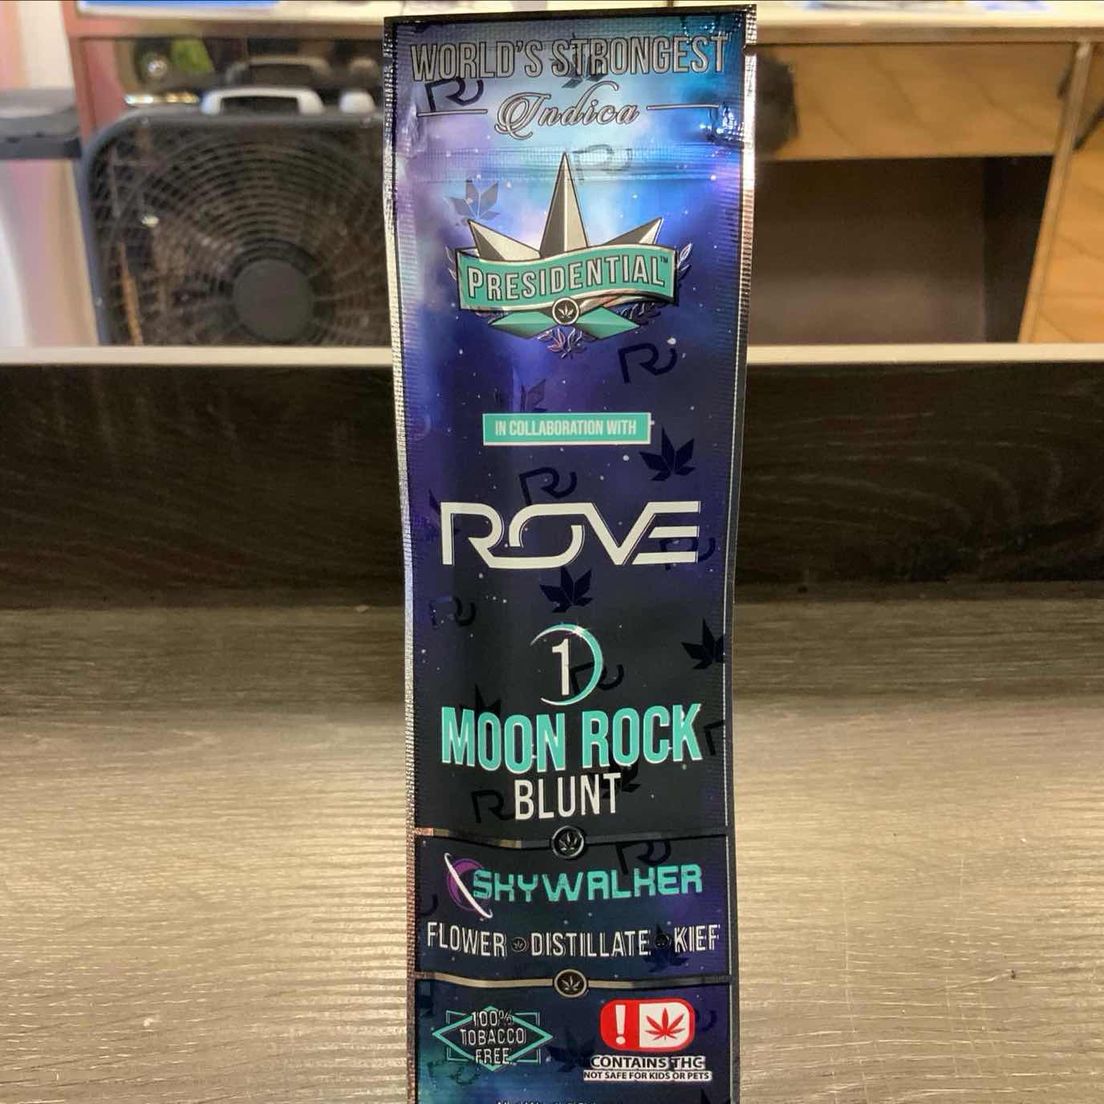 WORLD'S STRONGEST
Indica
PRESIDENTIAL™
IN COLLABORATION WITH
ROVE
1
MOON ROCK
BLUNT
SKYWALKER
FLOWER DISTILLATE KIEF
100%
TOBACCO
FREE
!
CONTAINS THC
NOT SAFE FOR KIDS OR PETS